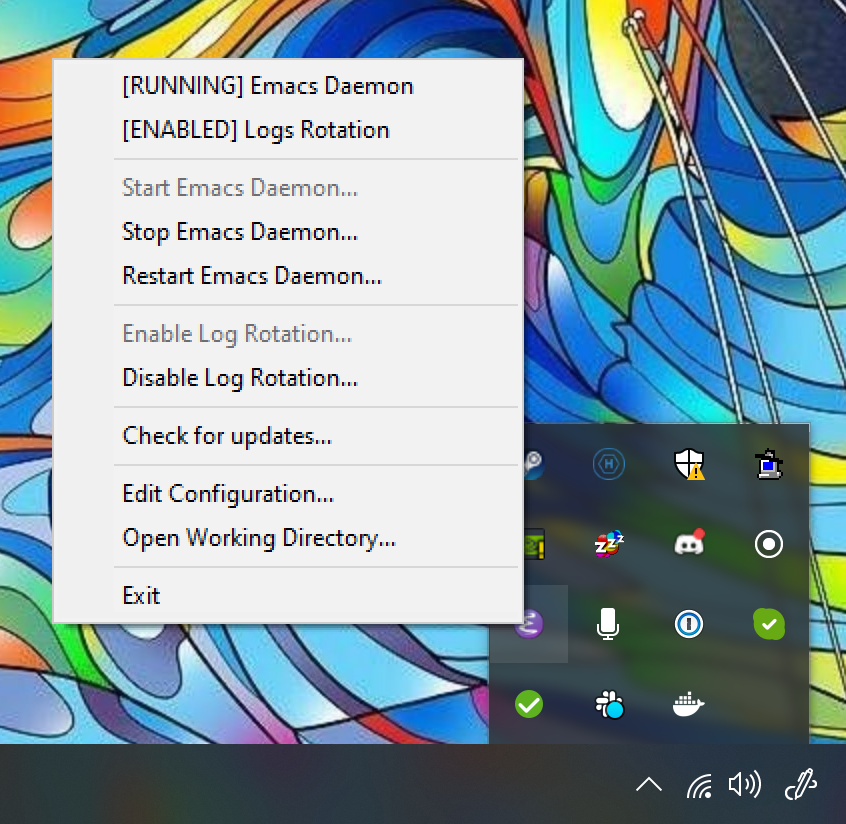 [RUNNING] Emacs Daemon
[ENABLED] Logs Rotation
Start Emacs Daemon...
Stop Emacs Daemon...
Restart Emacs Daemon...
Enable Log Rotation...
Disable Log Rotation...
Check for updates...
Edit Configuration...
Open Working Directory...
Exit